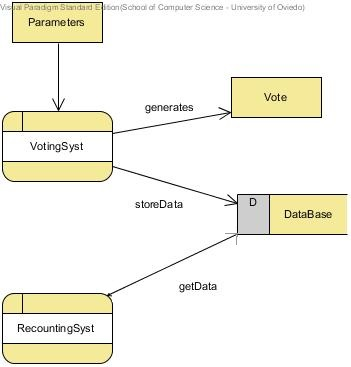 Visual Paradigm Standard Edition(School of Computer Science - University of Oviedo)
Parameters
generates
Vote
VotingSyst
storeData
D
DataBase
getData
RecountingSyst